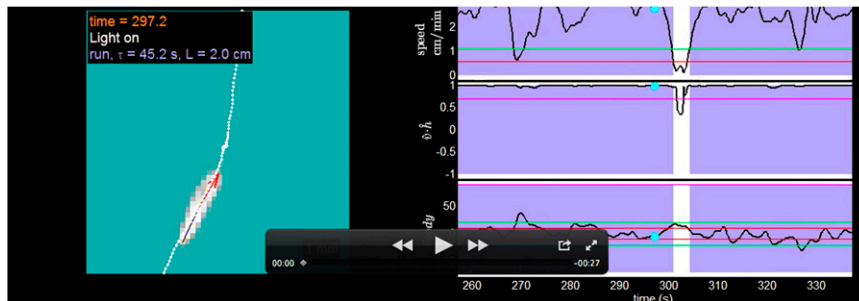 time = 297.2
Light on
run, τ = 45.2 s, L = 2.0 cm
speed
cm/min
2
1
0
1
0.5
0
-0.5
-1
v̂·ĥ
50
dy
00:00
-00:27
260 270 280 290 300 310 320 330
time (s)